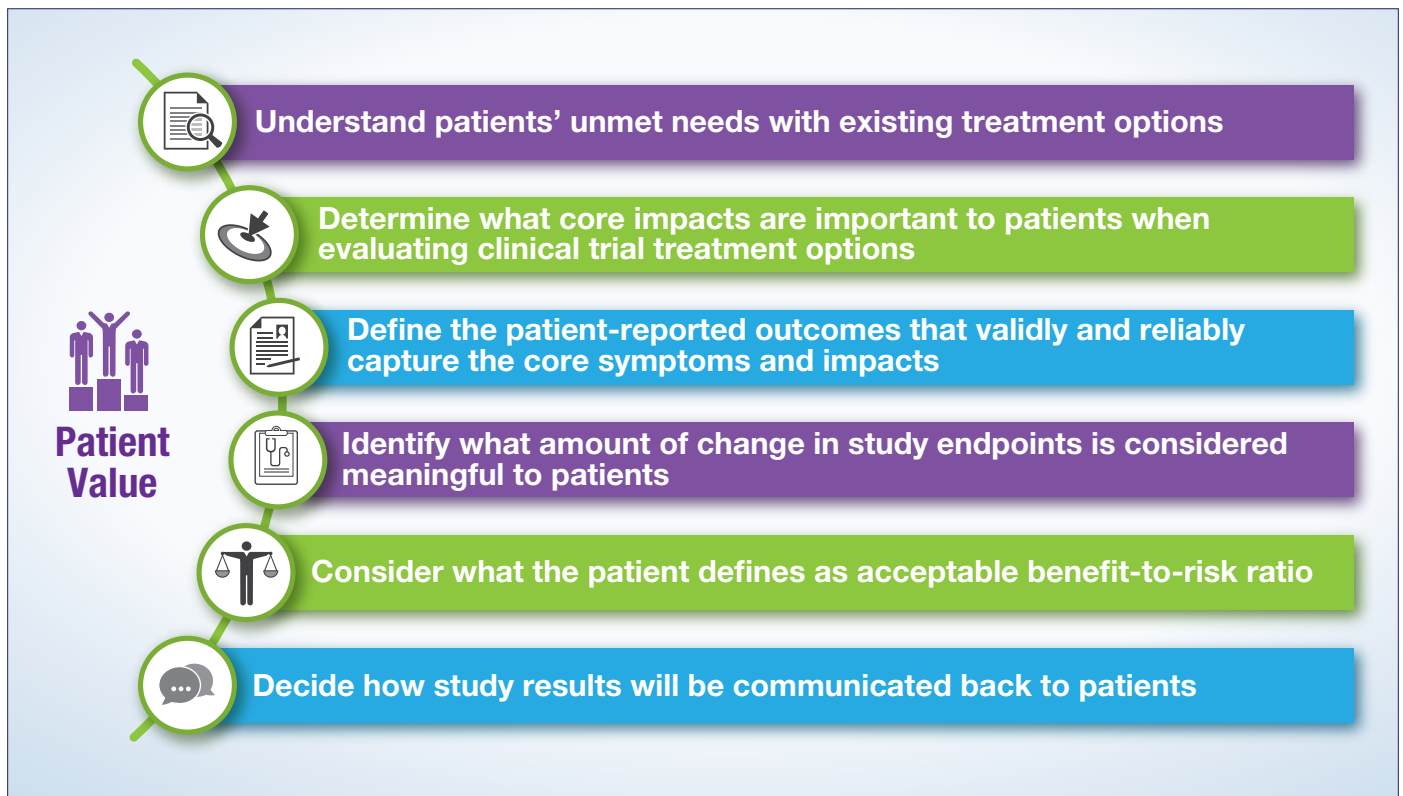 Understand patients’ unmet needs with existing treatment options
Determine what core impacts are important to patients when
evaluating clinical trial treatment options
Define the patient-reported outcomes that validly and reliably
capture the core symptoms and impacts
Patient
Value
Identify what amount of change in study endpoints is considered
meaningful to patients
Consider what the patient defines as acceptable benefit-to-risk ratio
Decide how study results will be communicated back to patients